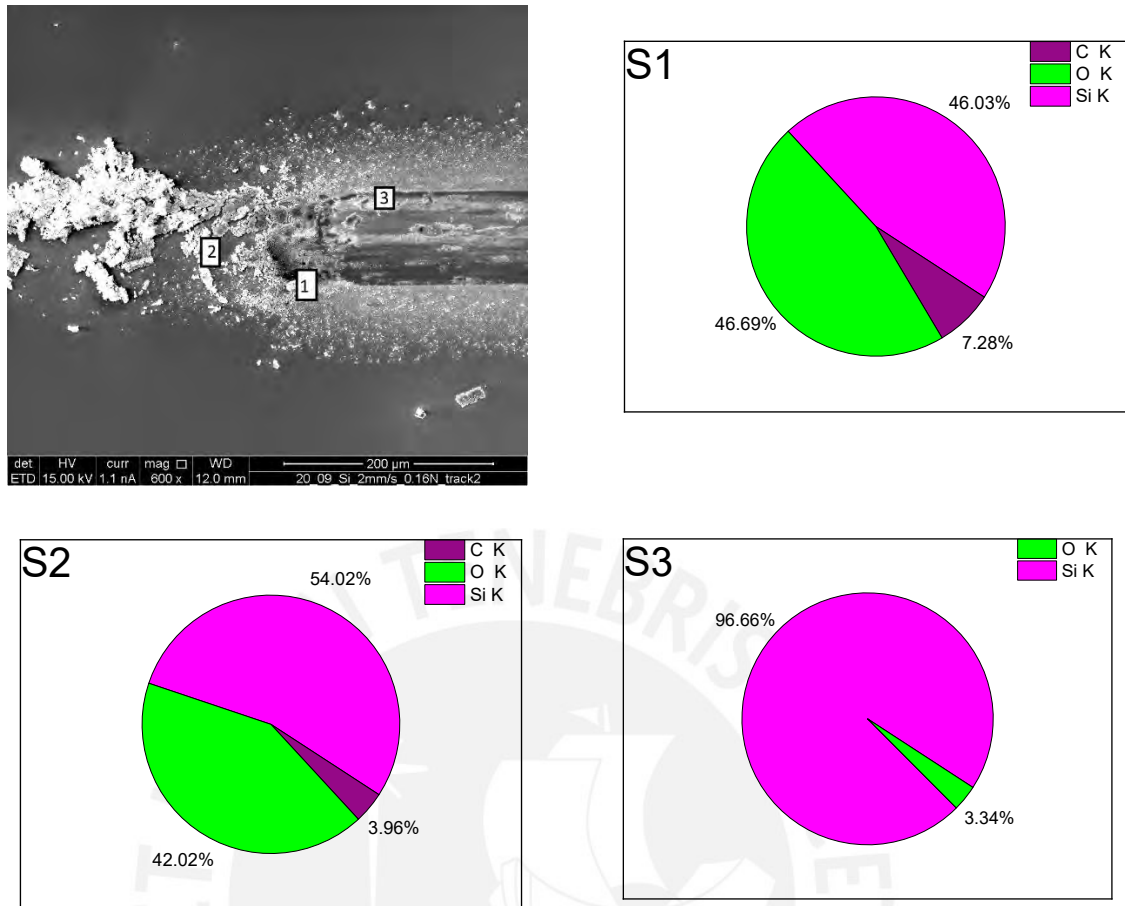 3
2
1
det HV curr mag □ WD 200 µm
ETD 15.00 kV 1.1 nA 600 x 12.0 mm 20_09_Si_2mm/s_0.16N_track2
S1
C K
O K
Si K
46.03%
46.69%
7.28%
S2
C K
O K
Si K
54.02%
3.96%
42.02%
S3
O K
Si K
96.66%
3.34%
TENEBRIS